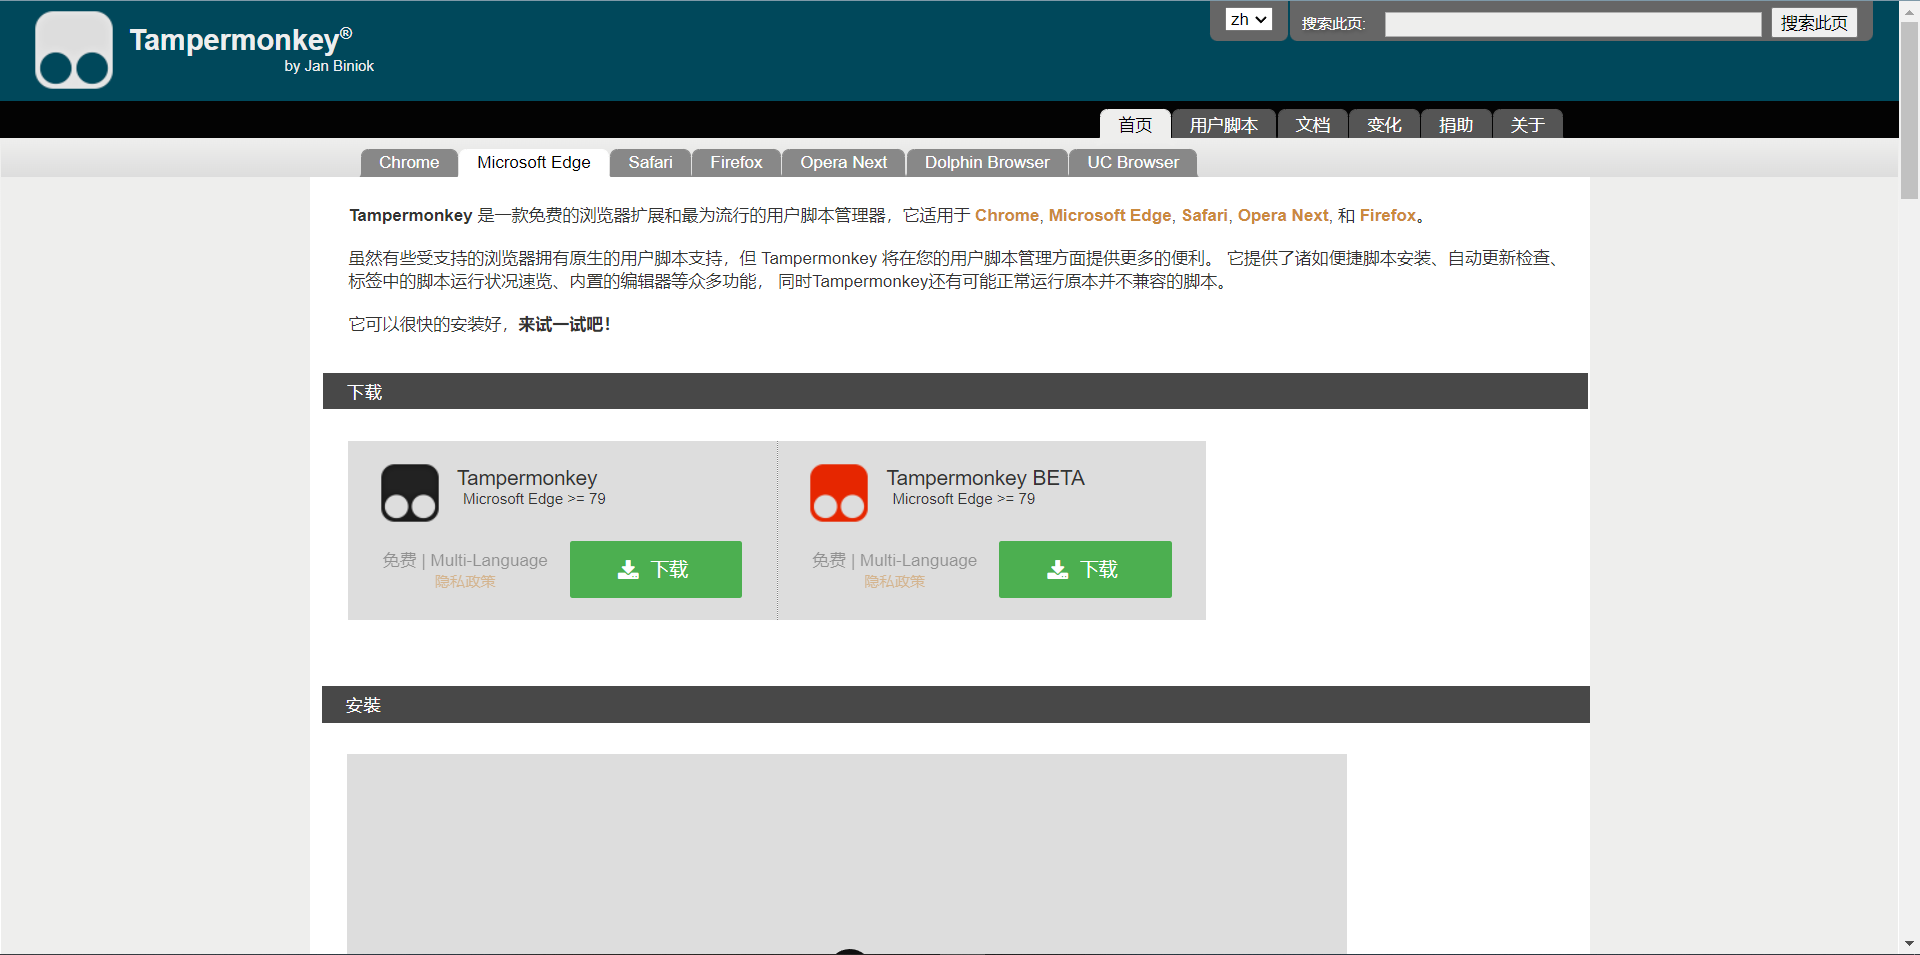 Tampermonkey®
by Jan Biniok
zh
搜索此页:
搜索此页
首页
用户脚本
文档
变化
捐助
关于
Chrome
Microsoft Edge
Safari
Firefox
Opera Next
Dolphin Browser
UC Browser
Tampermonkey 是一款免费的浏览器扩展和最为流行的用户脚本管理器，它适用于 Chrome, Microsoft Edge, Safari, Opera Next, 和 Firefox。
虽然有些受支持的浏览器拥有原生的用户脚本支持，但 Tampermonkey 将在您的用户脚本管理方面提供更多的便利。 它提供了诸如便捷脚本安装、自动更新检查、
标签中的脚本运行状况速览、内置的编辑器等众多功能， 同时Tampermonkey还有可能正常运行原本并不兼容的脚本。
它可以很快的安装好，来试一试吧！
下载
Tampermonkey
Microsoft Edge >= 79
免费 | Multi-Language
隐私政策
下载
Tampermonkey BETA
Microsoft Edge >= 79
免费 | Multi-Language
隐私政策
下载
安裝